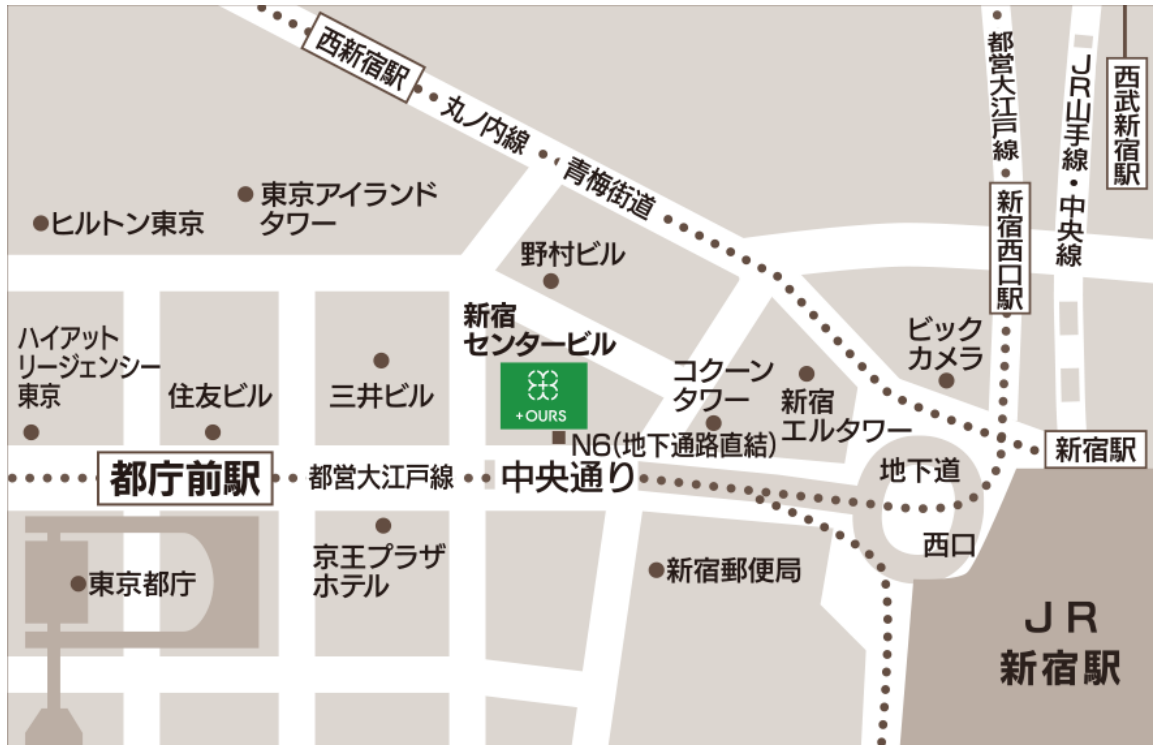 西新宿駅
丸ノ内線
青梅街道
都営大江戸線
JR山手線・中央線
西武新宿駅
新宿西口駅
東京アイランド
タワー
ヒルトン東京
野村ビル
新宿
センタービル
+OURS
ハイアット
リージェンシー
東京
住友ビル
三井ビル
コクーン
タワー
新宿
エルタワー
ビック
カメラ
N6(地下通路直結)
新宿駅
都庁前駅
都営大江戸線
中央通り
地下道
西口
東京都庁
京王プラザ
ホテル
新宿郵便局
JR
新宿駅